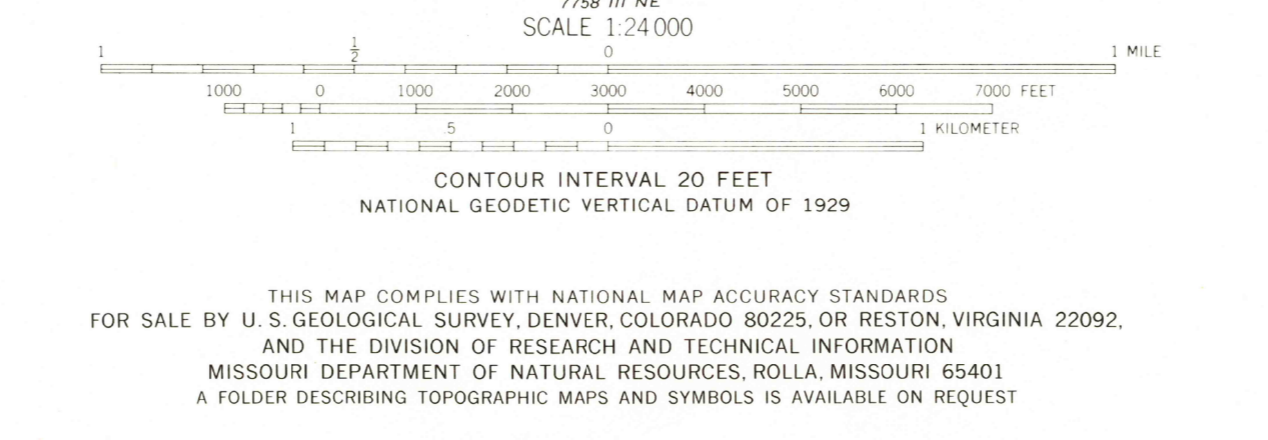 7758 III NE
SCALE 1:24 000
1 1/2 0 1 MILE
1000 0 1000 2000 3000 4000 5000 6000 7000 FEET
1 .5 0 1 KILOMETER
CONTOUR INTERVAL 20 FEET
NATIONAL GEODETIC VERTICAL DATUM OF 1929
THIS MAP COMPLIES WITH NATIONAL MAP ACCURACY STANDARDS
FOR SALE BY U. S. GEOLOGICAL SURVEY, DENVER, COLORADO 80225, OR RESTON, VIRGINIA 22092,
AND THE DIVISION OF RESEARCH AND TECHNICAL INFORMATION
MISSOURI DEPARTMENT OF NATURAL RESOURCES, ROLLA, MISSOURI 65401
A FOLDER DESCRIBING TOPOGRAPHIC MAPS AND SYMBOLS IS AVAILABLE ON REQUEST